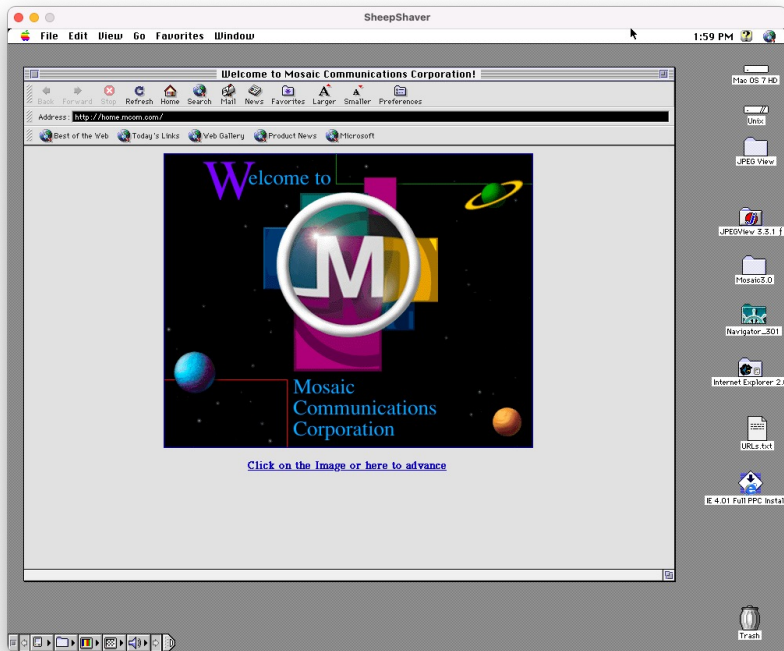 SheepShaver
File Edit View Go Favorites Window
1:59 PM
Welcome to Mosaic Communications Corporation!
Back Forward Stop Refresh Home Search Mail News Favorites Larger Smaller Preferences
Address: http://home.mcom.com/
Best of the Web Today's Links Web Gallery Product News Microsoft
Welcome to
M
Mosaic
Communications
Corporation
Click on the Image or here to advance
Mac OS 7 HD
Unix
JPEG View
JPEGView 3.3.1 ƒ
Mosaic3.0
Navigator_301
Internet Explorer 2.
URLs.txt
IE 4.01 Full PPC Instal
Trash